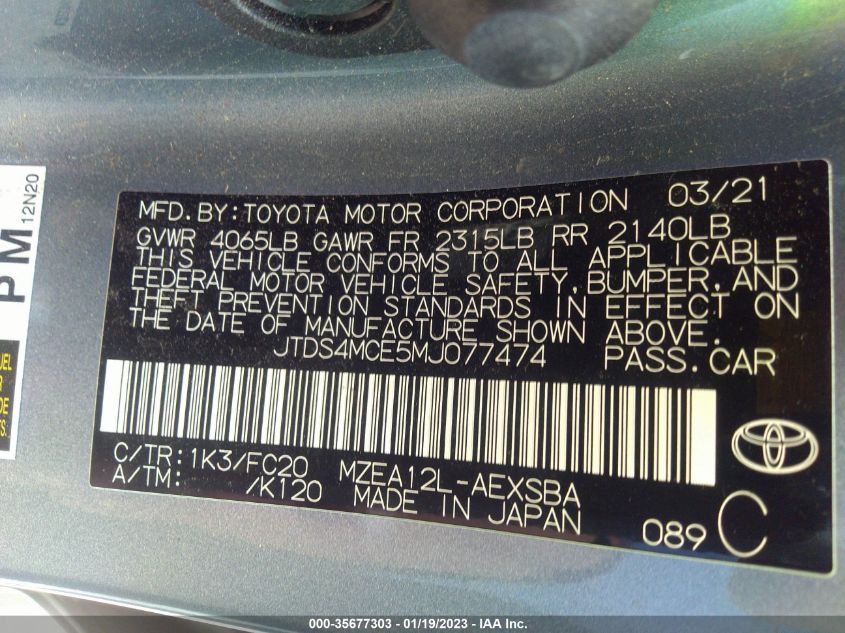 MFD. BY: TOYOTA MOTOR CORPORATION 03/21
GVWR 4065LB GAWR FR 2315LB RR 2140LB
THIS VEHICLE CONFORMS TO ALL APPLICABLE
FEDERAL MOTOR VEHICLE SAFETY, BUMPER, AND
THEFT PREVENTION STANDARDS IN EFFECT ON
THE DATE OF MANUFACTURE SHOWN ABOVE.
JTDS4MCE5MJ077474 PASS. CAR
C/TR: 1K3/FC20 MZEA12L-AEXSBA
A/TM: /K120 MADE IN JAPAN
089 C
PM
12N20
000-35677303 - 01/19/2023 - IAA Inc.